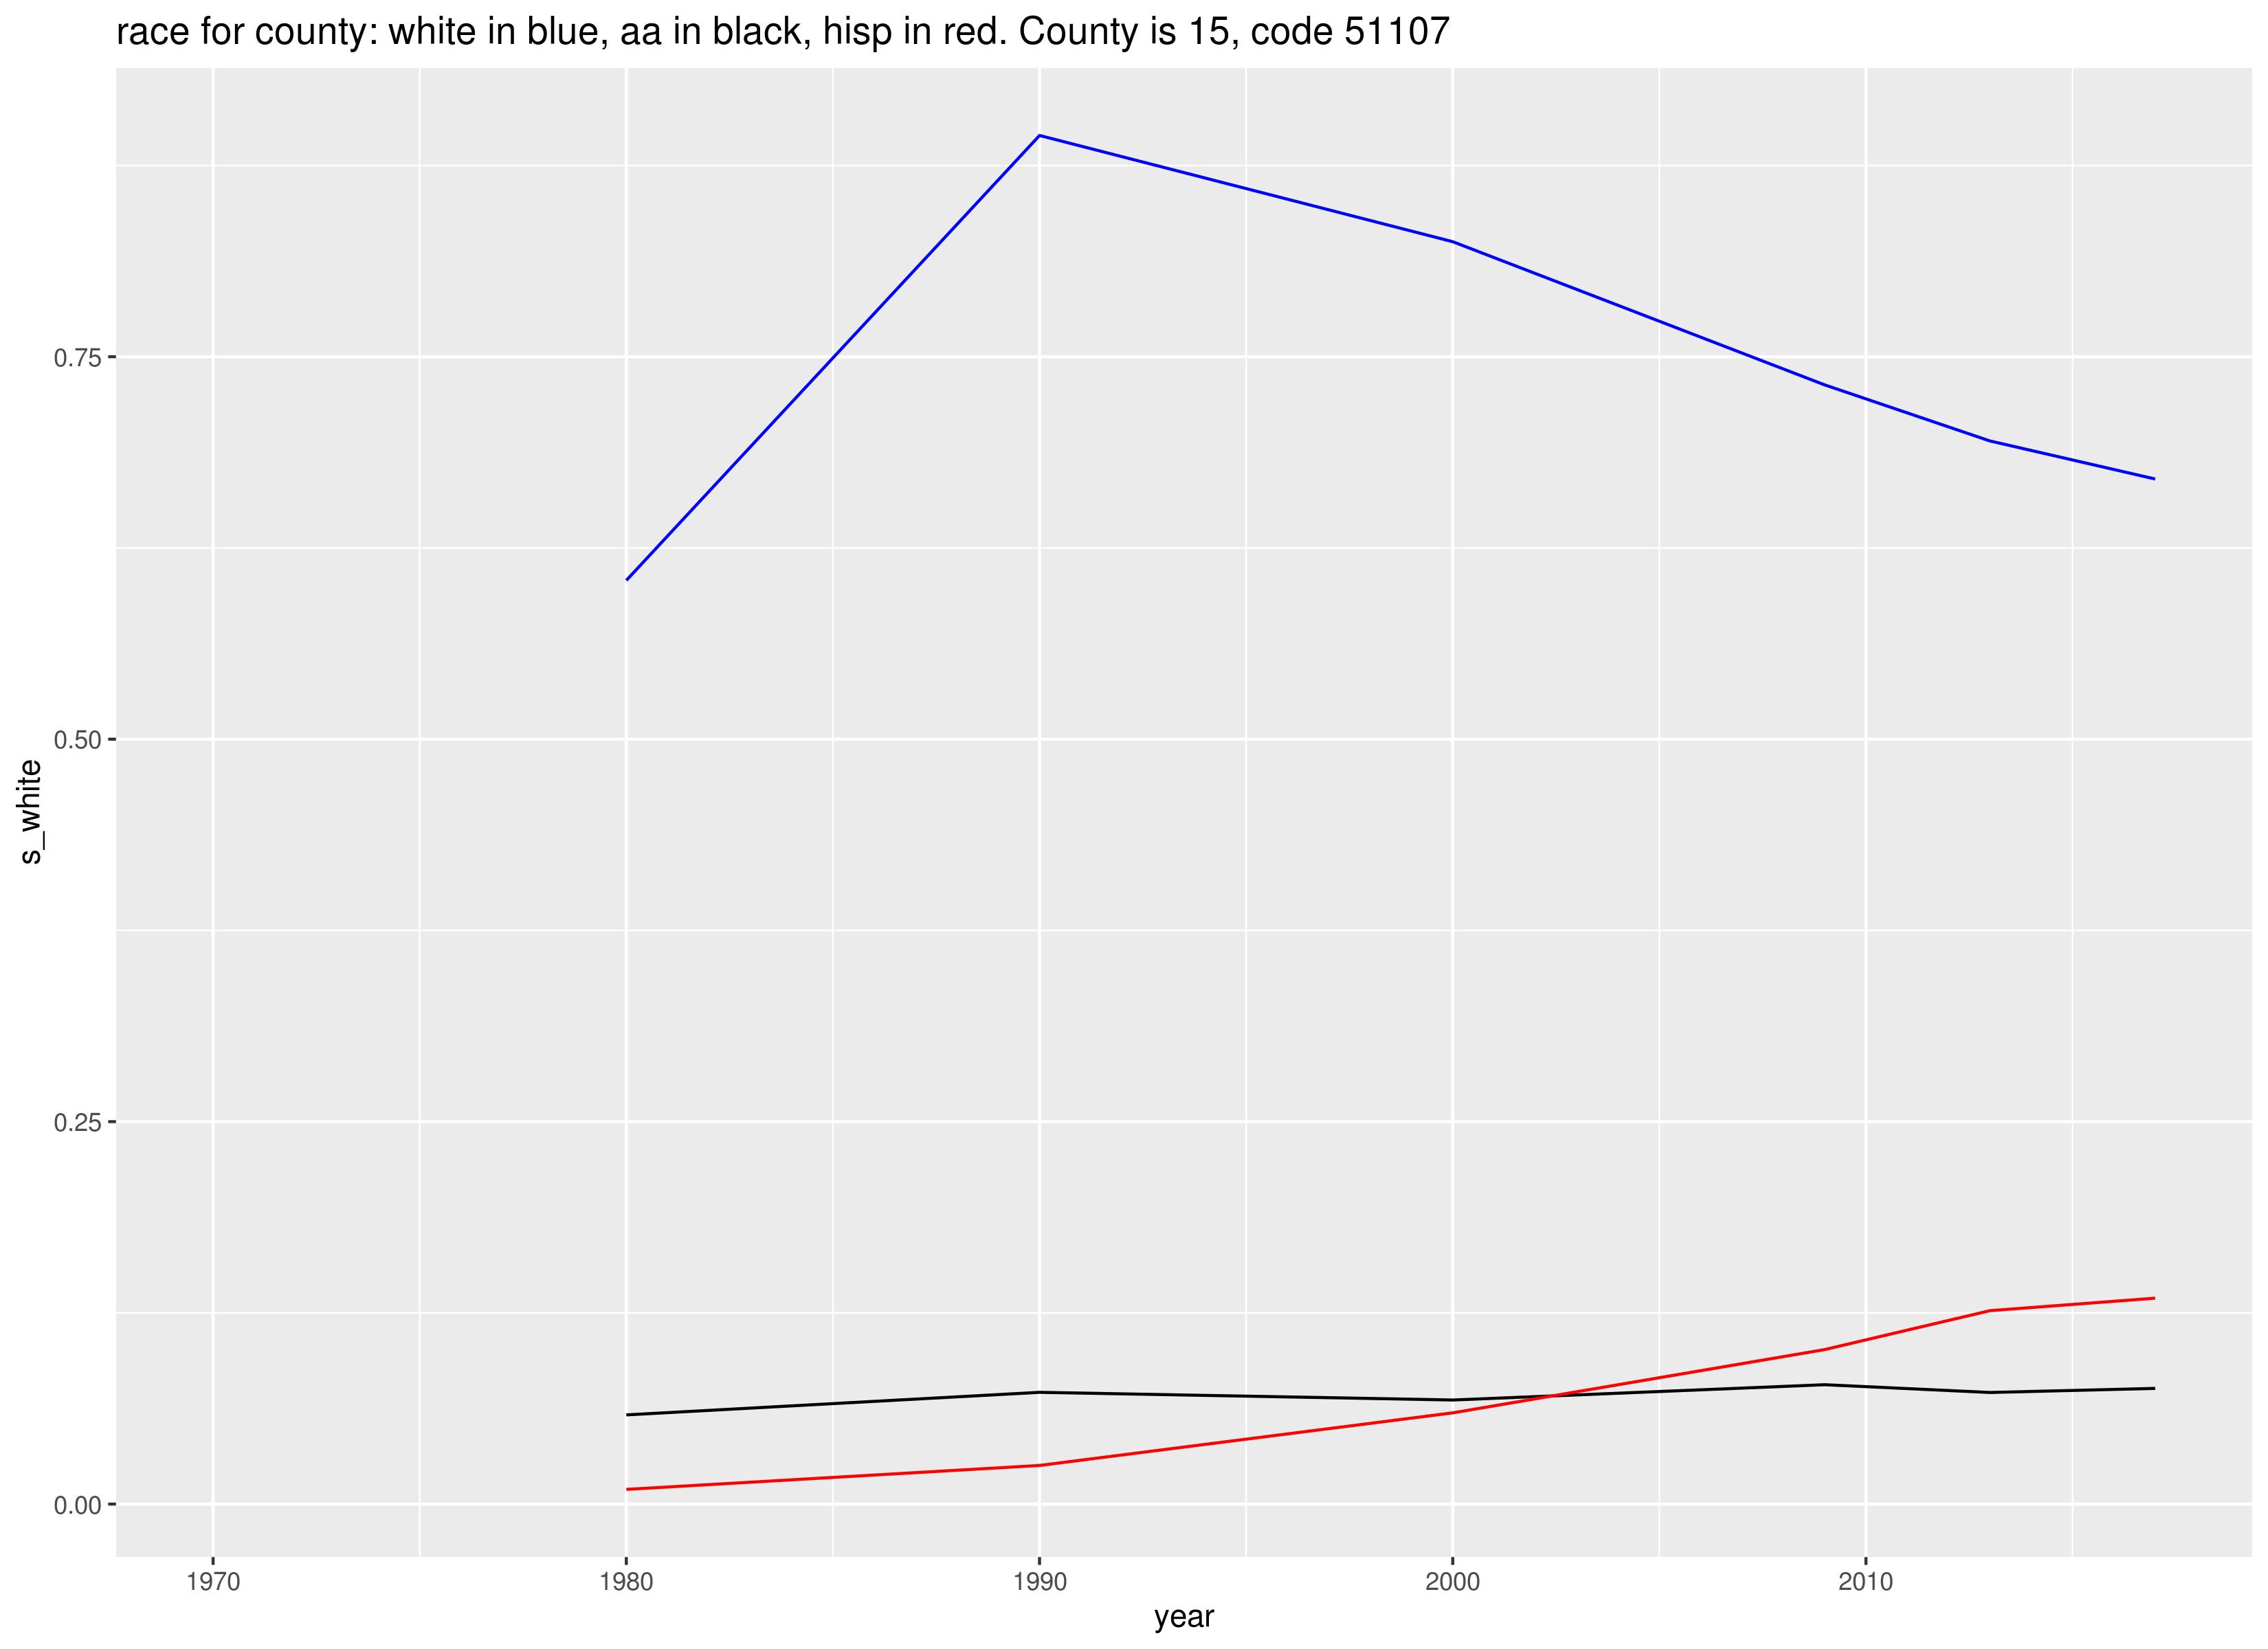 race for county: white in blue, aa in black, hisp in red. County is 15, code 51107
s_white
0.75
0.50
0.25
0.00
1970 1980 1990 2000 2010
year